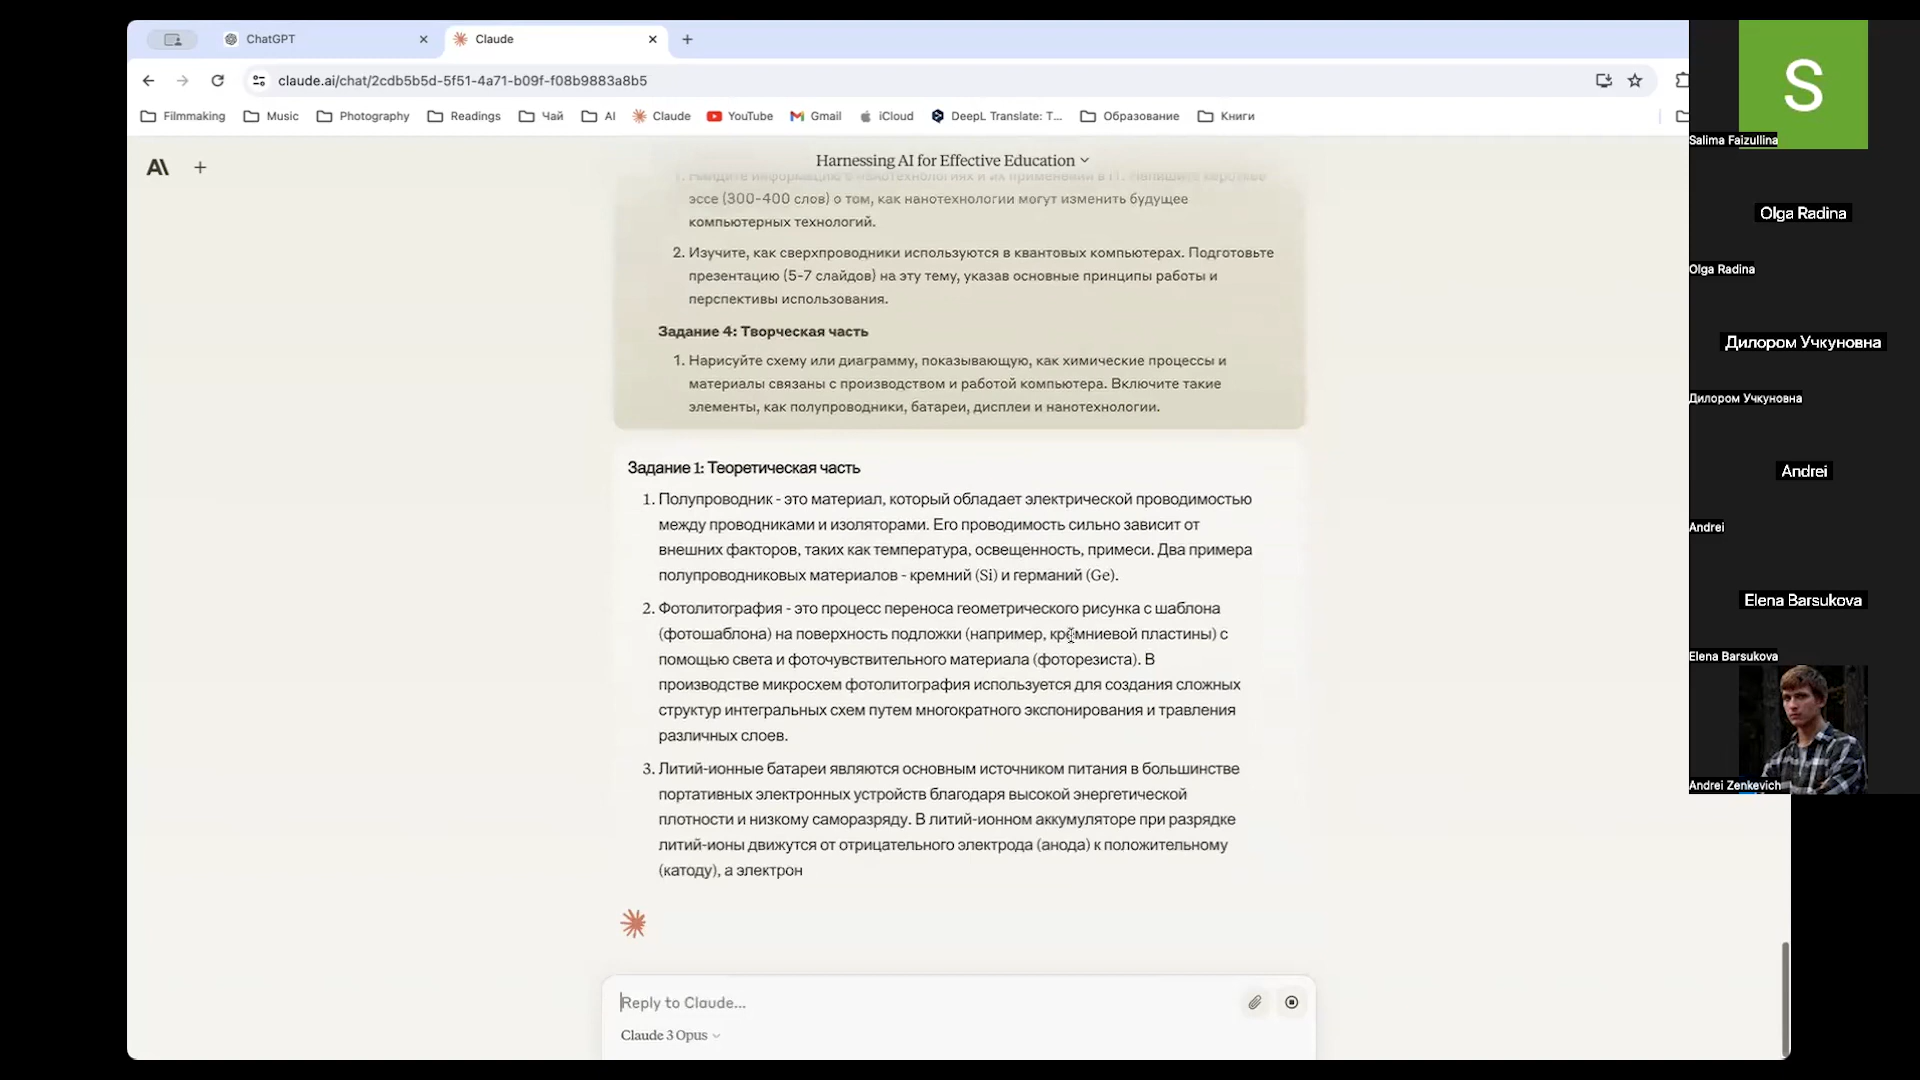 ChatGPT
Claude
claude.ai/chat/2cdb5b5d-5f51-4a71-b09f-f08b9883a8b5
Filmmaking
Music
Photography
Readings
Чай
AI
Claude
YouTube
Gmail
iCloud
DeepL Translate: T...
Образование
Книги
A\
Harnessing AI for Effective Education
1. Найдите информацию о нанотехнологиях и их применении в IT. Напишите короткое
эссе (300-400 слов) о том, как нанотехнологии могут изменить будущее
компьютерных технологий.
2. Изучите, как сверхпроводники используются в квантовых компьютерах. Подготовьте
презентацию (5-7 слайдов) на эту тему, указав основные принципы работы и
перспективы использования.
Задание 4: Творческая часть
1. Нарисуйте схему или диаграмму, показывающую, как химические процессы и
материалы связаны с производством и работой компьютера. Включите такие
элементы, как полупроводники, батареи, дисплеи и нанотехнологии.
Задание 1: Теоретическая часть
1. Полупроводник - это материал, который обладает электрической проводимостью
между проводниками и изоляторами. Его проводимость сильно зависит от
внешних факторов, таких как температура, освещенность, примеси. Два примера
полупроводниковых материалов - кремний (Si) и германий (Ge).
2. Фотолитография - это процесс переноса геометрического рисунка с шаблона
(фотошаблона) на поверхность подложки (например, кремниевой пластины) с
помощью света и фоточувствительного материала (фоторезиста). В
производстве микросхем фотолитография используется для создания сложных
структур интегральных схем путем многократного экспонирования и травления
различных слоев.
3. Литий-ионные батареи являются основным источником питания в большинстве
портативных электронных устройств благодаря высокой энергетической
плотности и низкому саморазряду. В литий-ионном аккумуляторе при разрядке
литий-ионы движутся от отрицательного электрода (анода) к положительному
(катоду), а электрон
Reply to Claude...
Claude 3 Opus
S
Salima Faizullina
Olga Radina
Olga Radina
Дилором Учкуновна
Дилором Учкуновна
Andrei
Andrei
Elena Barsukova
Elena Barsukova
Andrei Zenkevich